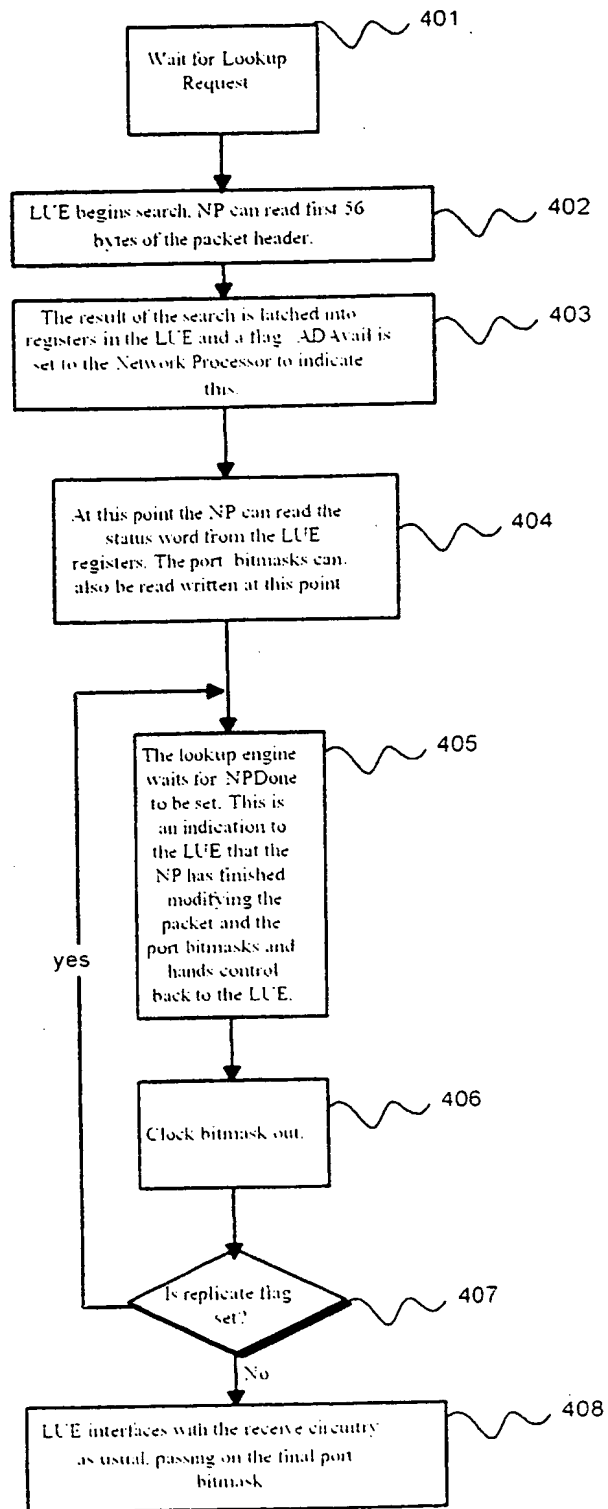 401
Wait for Lookup
Request
LUE begins search. NP can read first 56
bytes of the packet header.
402
The result of the search is latched into
registers in the LUE and a flag ADAvail is
set to the Network Processor to indicate
this.
403
At this point the NP can read the
status word from the LUE
registers. The port bitmasks can
also be read written at this point
404
The lookup engine
waits for NPDone
to be set. This is
an indication to
the LUE that the
NP has finished
modifying the
packet and the
port bitmasks and
hands control
back to the LUE.
405
yes
Clock bitmask out.
406
Is replicate flag
set?
407
No
LUE interfaces with the receive circuitry
as usual, passing on the final port
bitmask
408